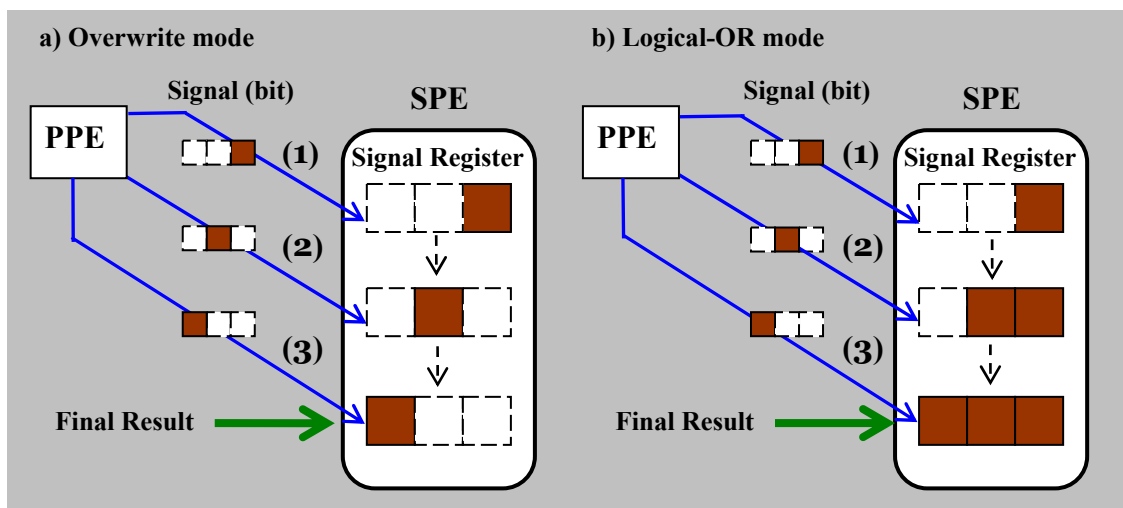 a) Overwrite mode
Signal (bit)
SPE
PPE
(1)
Signal Register
(2)
(3)
Final Result
b) Logical-OR mode
Signal (bit)
SPE
PPE
(1)
Signal Register
(2)
(3)
Final Result